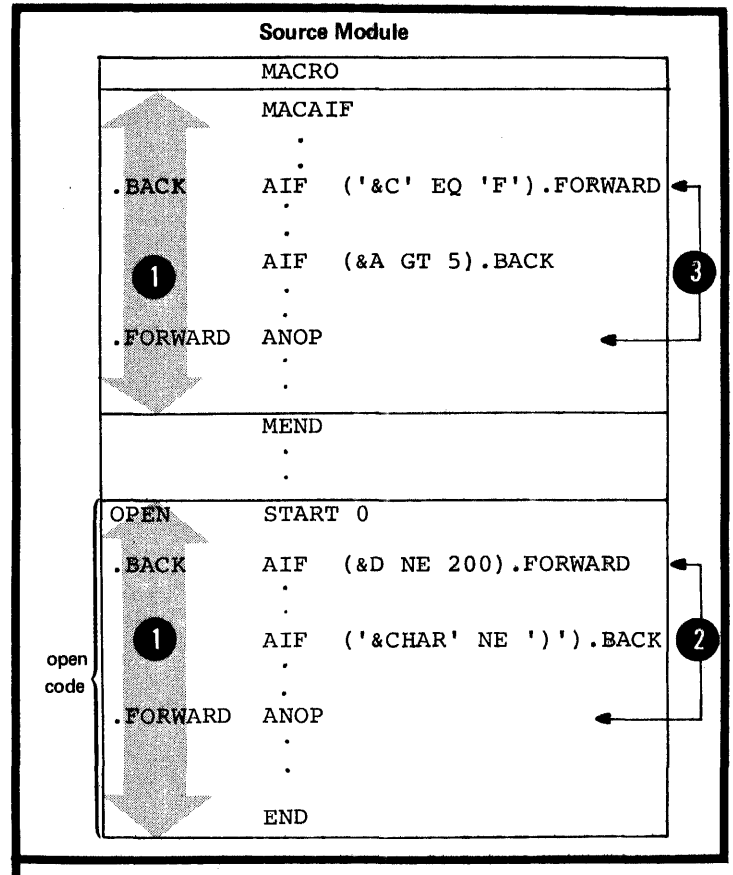 Source Module
MACRO
MACAIF
.
.
.BACK AIF ('&C' EQ 'F').FORWARD
.
.
1 AIF (&A GT 5).BACK 3
.
.
.FORWARD ANOP
.
.
MEND
.
.
OPEN START 0
.BACK AIF (&D NE 200).FORWARD
.
.
1 AIF ('&CHAR' NE ')').BACK 2
open
code
.
.
.FORWARD ANOP
.
.
END